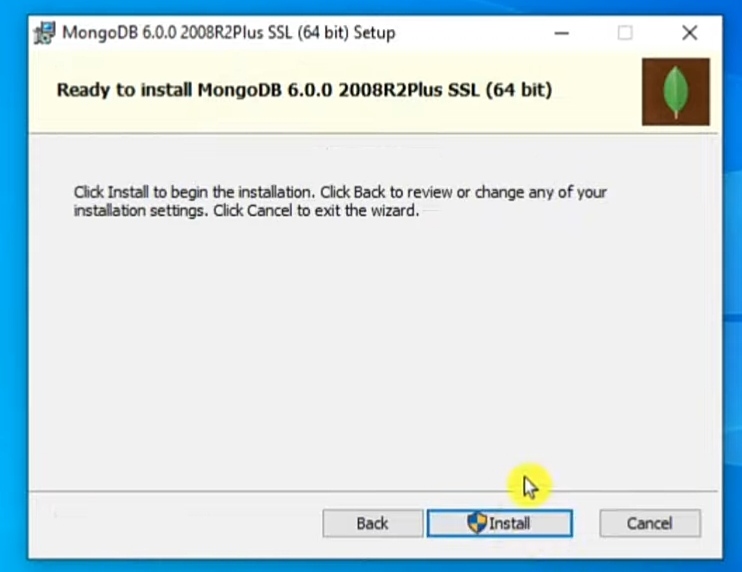 MongoDB 6.0.0 2008R2Plus SSL (64 bit) Setup
Ready to install MongoDB 6.0.0 2008R2Plus SSL (64 bit)
Click Install to begin the installation. Click Back to review or change any of your
installation settings. Click Cancel to exit the wizard.
Back Install Cancel